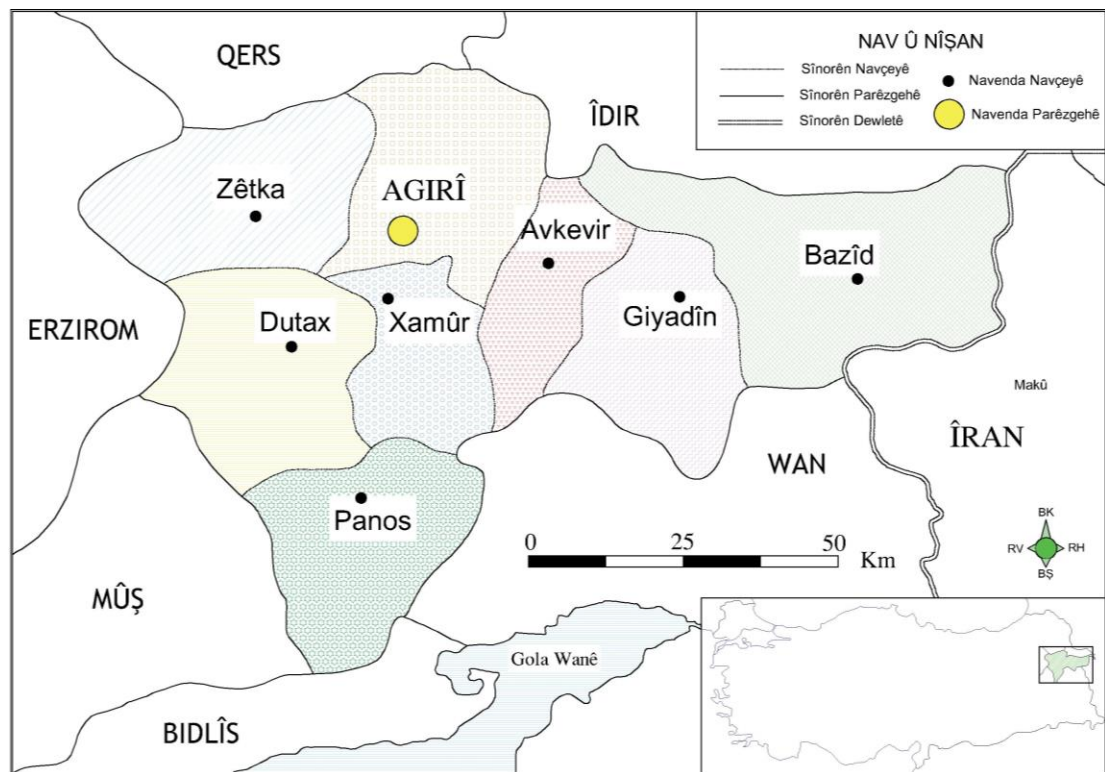 QERS
NAV Û NÎŞAN
Sînorên Navçeyê
Navenda Navçeyê
Sînorên Parêzgehê
Navenda Parêzgehê
Sînorên Dewletê
ÎDIR
Zêtka
AGIRÎ
Avkevir
Bazîd
ERZIROM
Dutax
Xamûr
Giyadîn
Makû
ÎRAN
WAN
Panos
0 25 50
Km
BK
RV RH
BŞ
MÛŞ
Gola Wanê
BIDLÎS